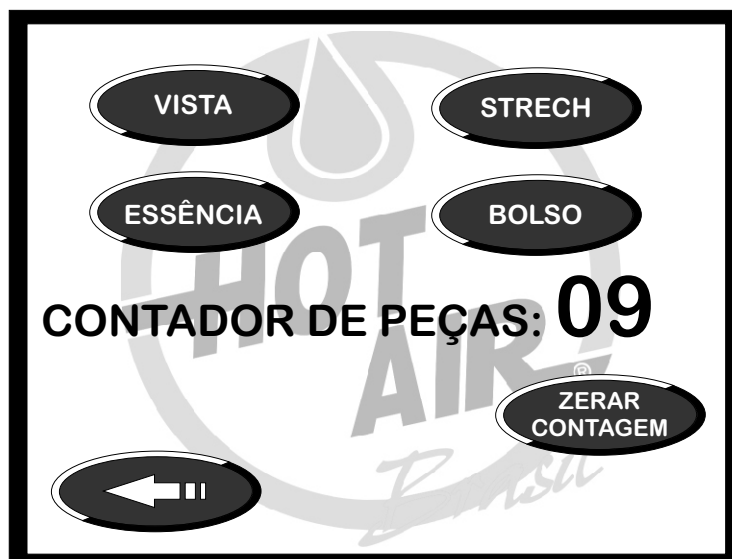 VISTA
STRECH
ESSÊNCIA
BOLSO
HOT
CONTADOR DE PEÇAS: 09
AIR
®
ZERAR
CONTAGEM
Brasil